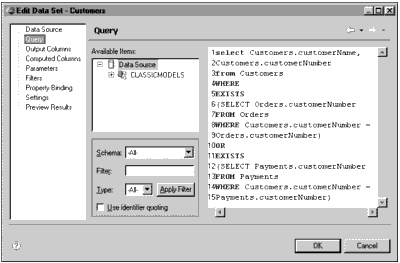 Edit Data Set - Customers
Data Source
Query
Output Columns
Computed Columns
Parameters
Filters
Property Binding
Settings
Preview Results
Query
Available Items:
Data Source
CLASSICMODELS
Schema: -All-
Filter:
Type: -All- Apply Filter
Use identifier quoting
1select Customers.customerName,
2Customers.customerNumber
3from Customers
4WHERE
5EXISTS
6(SELECT Orders.customerNumber
7FROM Orders
8WHERE Customers.customerNumber =
9Orders.customerNumber)
10OR
11EXISTS
12(SELECT Payments.customerNumber
13FROM Payments
14WHERE Customers.customerNumber =
15Payments.customerNumber)
?
OK Cancel